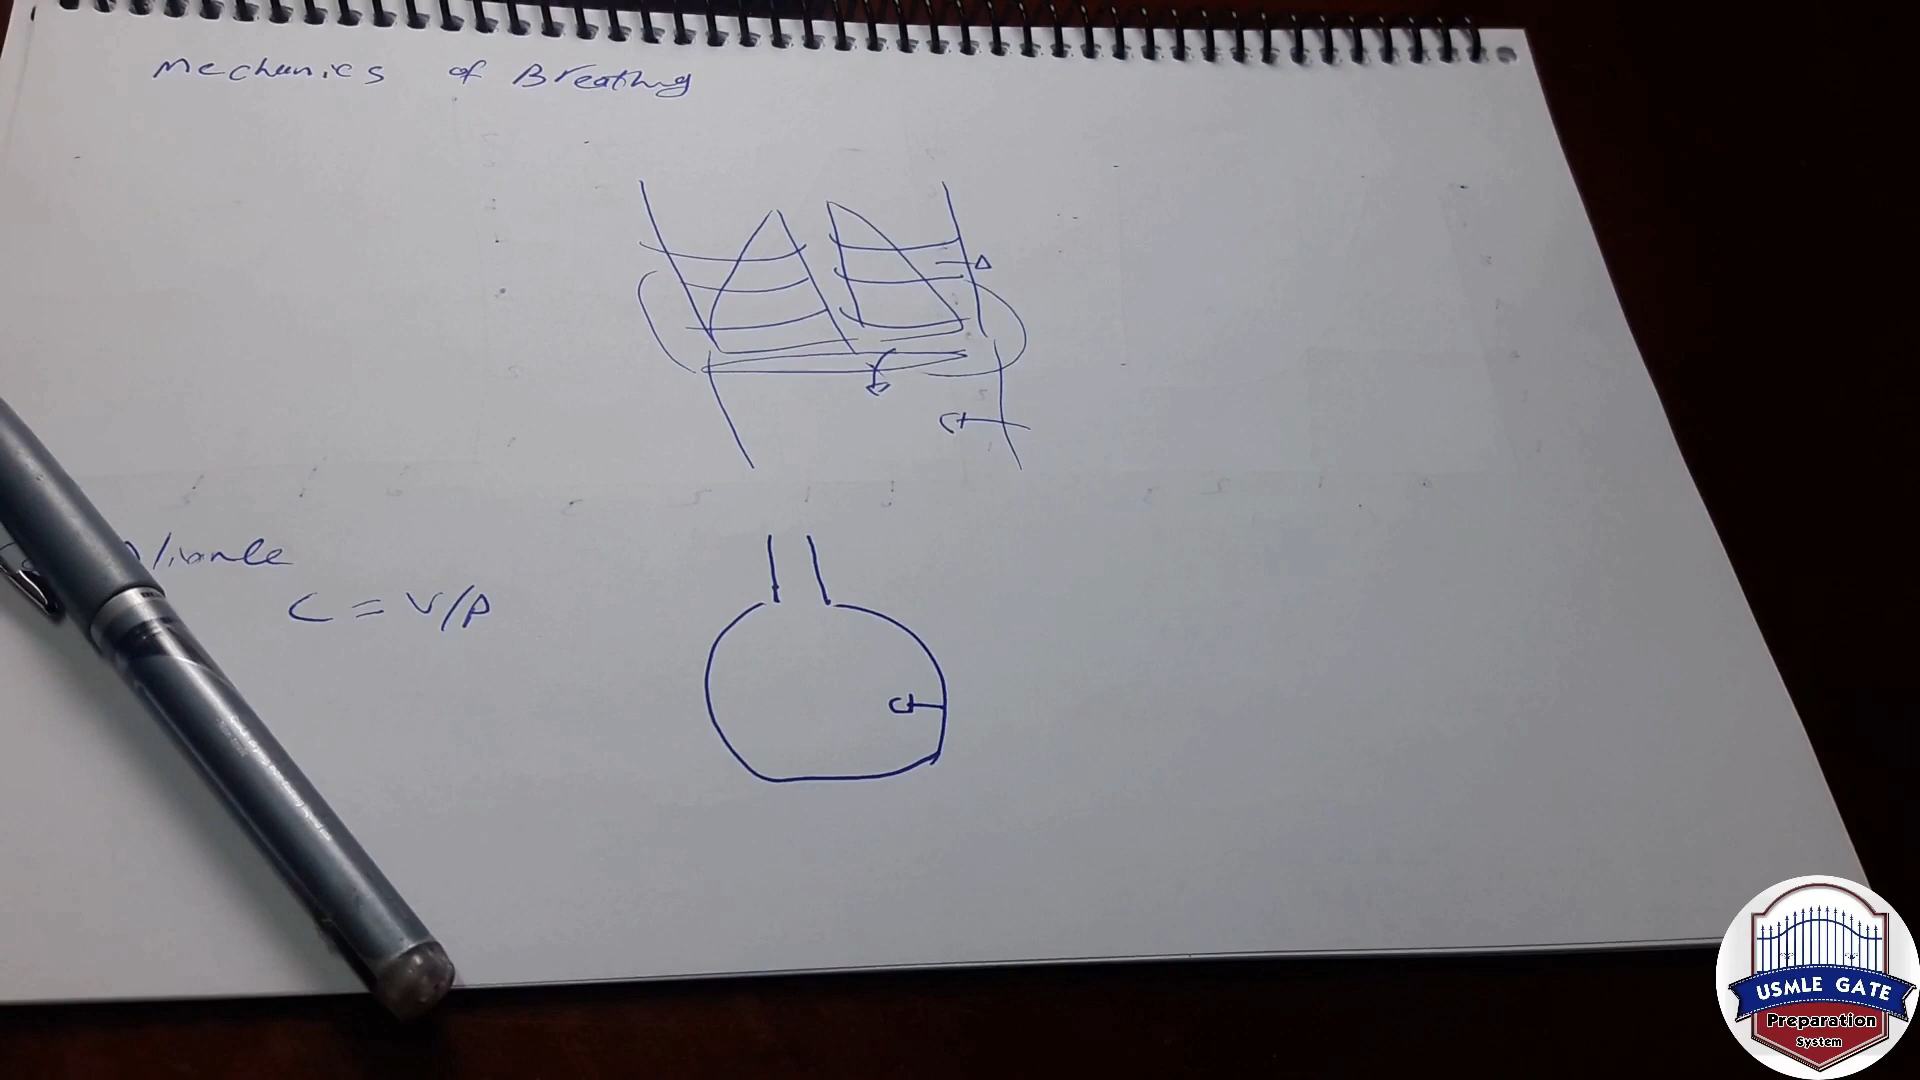 Mechanics of Breathing
C = V/P
USMLE GATE
Preparation
System